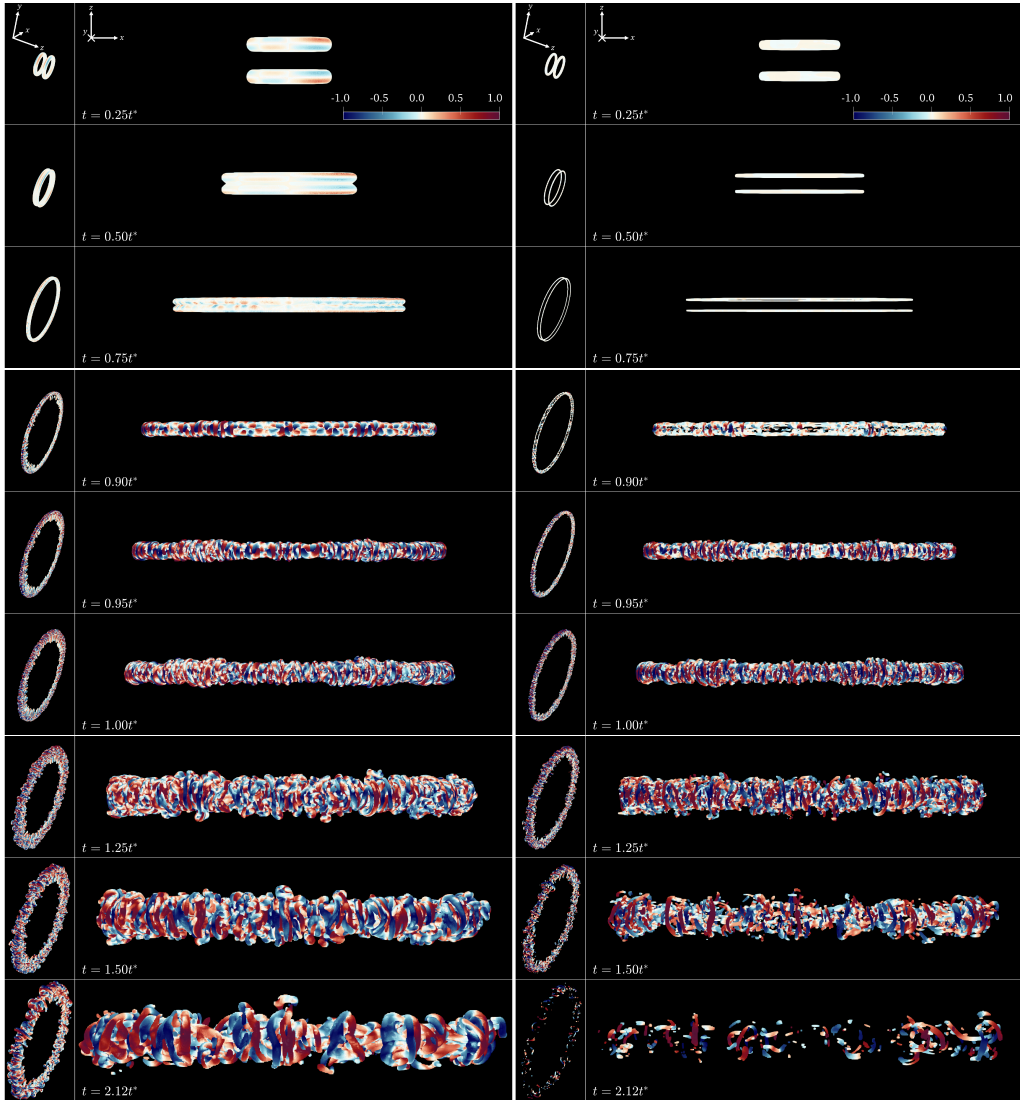 y
x
z
z
y
x
-1.0 -0.5 0.0 0.5 1.0
t = 0.25t*
y
x
z
z
y
x
-1.0 -0.5 0.0 0.5 1.0
t = 0.25t*
t = 0.50t*
t = 0.50t*
t = 0.75t*
t = 0.75t*
t = 0.90t*
t = 0.90t*
t = 0.95t*
t = 0.95t*
t = 1.00t*
t = 1.00t*
t = 1.25t*
t = 1.25t*
t = 1.50t*
t = 1.50t*
t = 2.12t*
t = 2.12t*